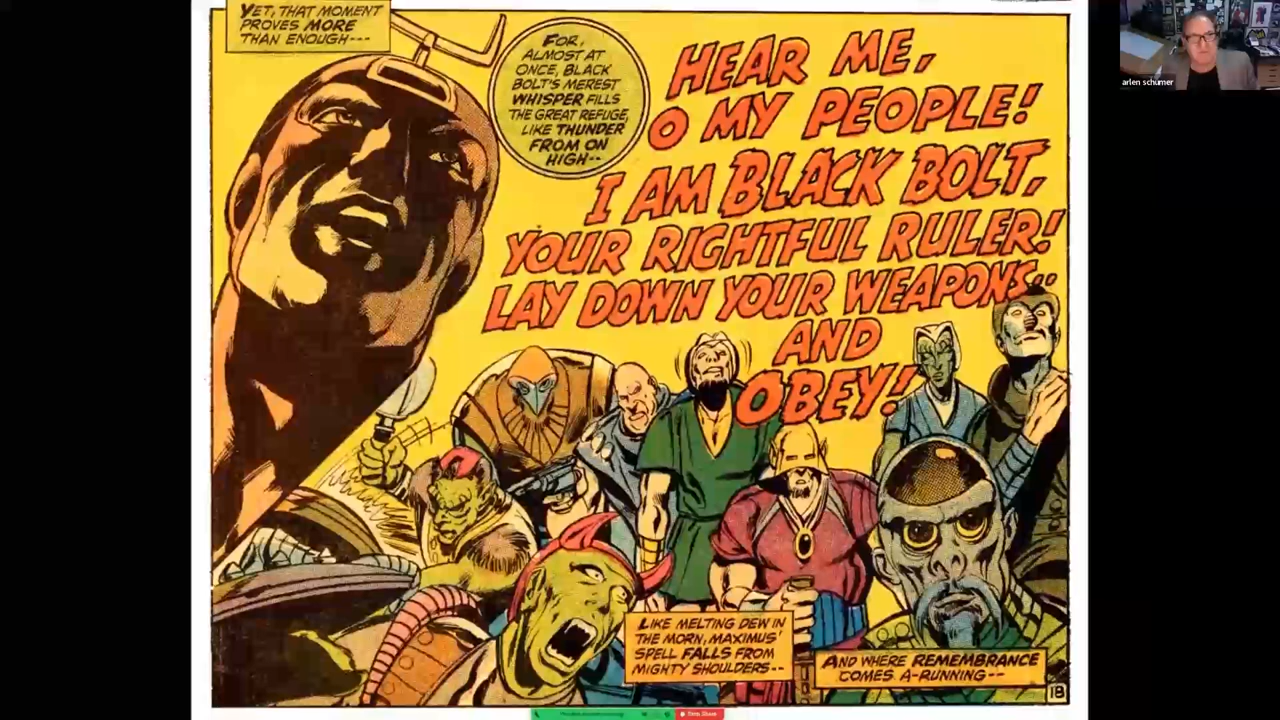 YET, THAT MOMENT
PROVES MORE
THAN ENOUGH---
FOR,
ALMOST AT
ONCE, BLACK
BOLT'S MEREST
WHISPER FILLS
THE GREAT REFUGE,
LIKE THUNDER
FROM ON
HIGH--
HEAR ME,
O MY PEOPLE!
I AM BLACK BOLT,
YOUR RIGHTFUL RULER!
LAY DOWN YOUR WEAPONS..
AND
OBEY!
LIKE MELTING DEW IN
THE MORN, MAXIMUS'
SPELL FALLS FROM
MIGHTY SHOULDERS--
AND WHERE REMEMBRANCE
COMES A-RUNNING--
18
arlen schumer
Stop Share